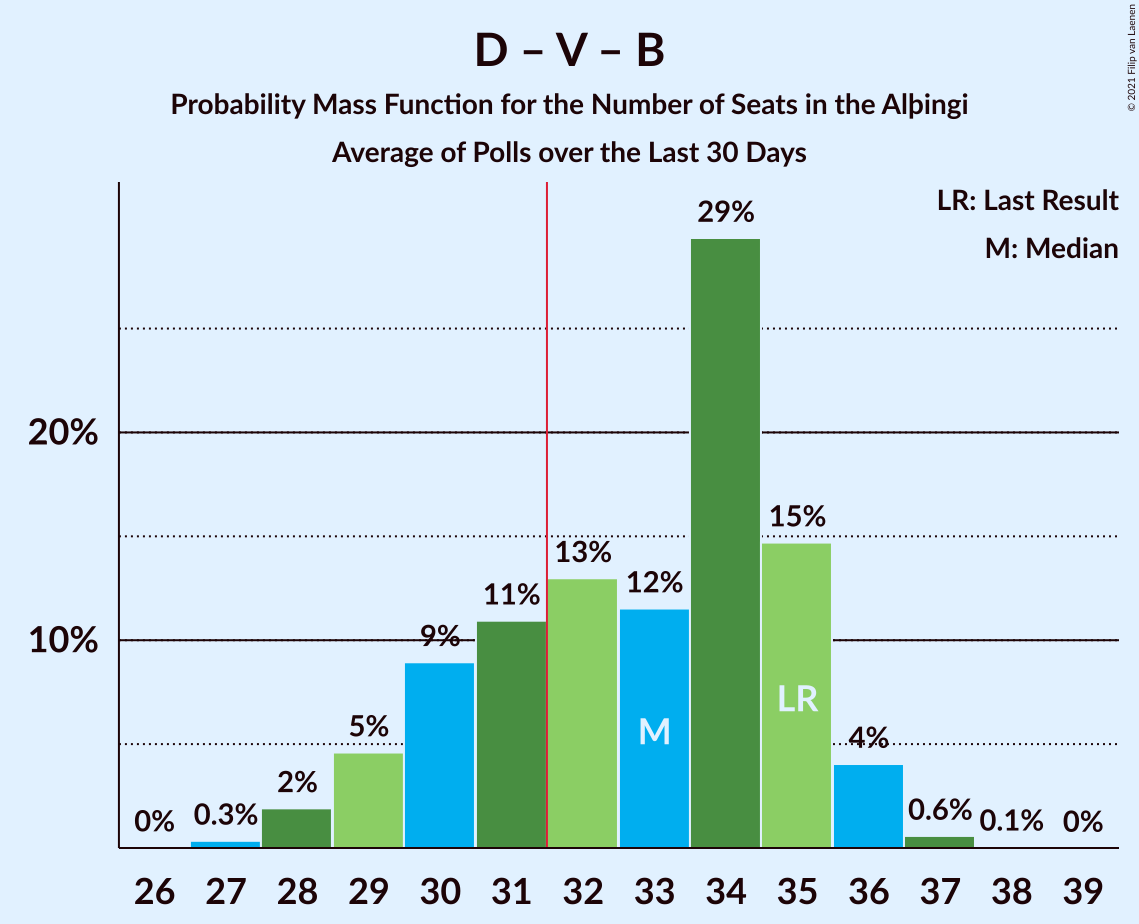 D – V – B
Probability Mass Function for the Number of Seats in the Alþingi
Average of Polls over the Last 30 Days
© 2021 Filip van Laenen
LR: Last Result
M: Median
29%
20%
15%
13%
12%
11%
10%
9%
LR
M
5%
4%
2%
0%
0.3%
0.6%
0.1%
0%
26 27 28 29 30 31 32 33 34 35 36 37 38 39